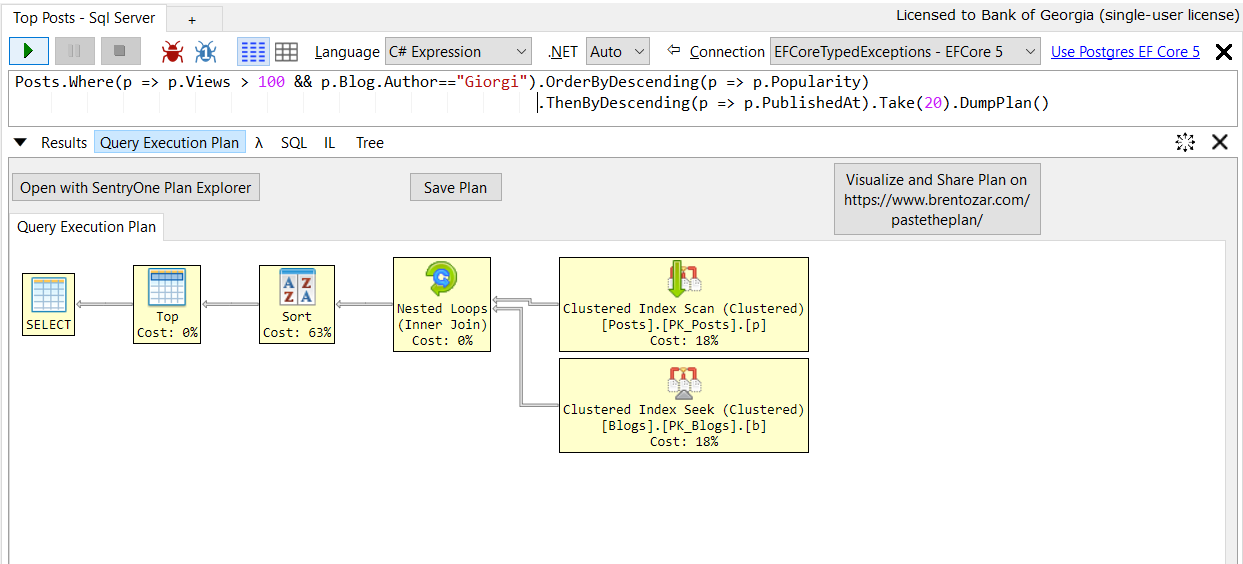 Top Posts - Sql Server
+
Licensed to Bank of Georgia (single-user license)
Language C# Expression .NET Auto Connection EFCoreTypedExceptions - EFCore 5 Use Postgres EF Core 5
Posts.Where(p => p.Views > 100 && p.Blog.Author=="Giorgi").OrderByDescending(p => p.Popularity)
.ThenByDescending(p => p.PublishedAt).Take(20).DumpPlan()
Results Query Execution Plan λ SQL IL Tree
Open with SentryOne Plan Explorer
Save Plan
Visualize and Share Plan on
https://www.brentozar.com/
pastetheplan/
Query Execution Plan
SELECT
Top
Cost: 0%
Sort
Cost: 63%
Nested Loops
(Inner Join)
Cost: 0%
Clustered Index Scan (Clustered)
[Posts].[PK_Posts].[p]
Cost: 18%
Clustered Index Seek (Clustered)
[Blogs].[PK_Blogs].[b]
Cost: 18%